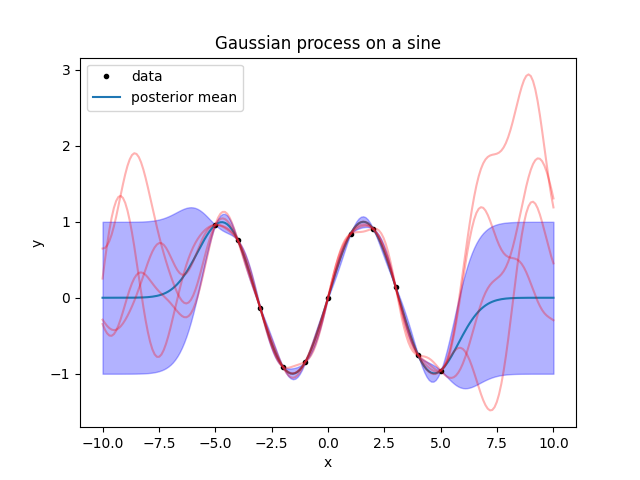 Gaussian process on a sine
data
posterior mean
3
2
1
0
−1
y
−10.0 −7.5 −5.0 −2.5 0.0 2.5 5.0 7.5 10.0
x